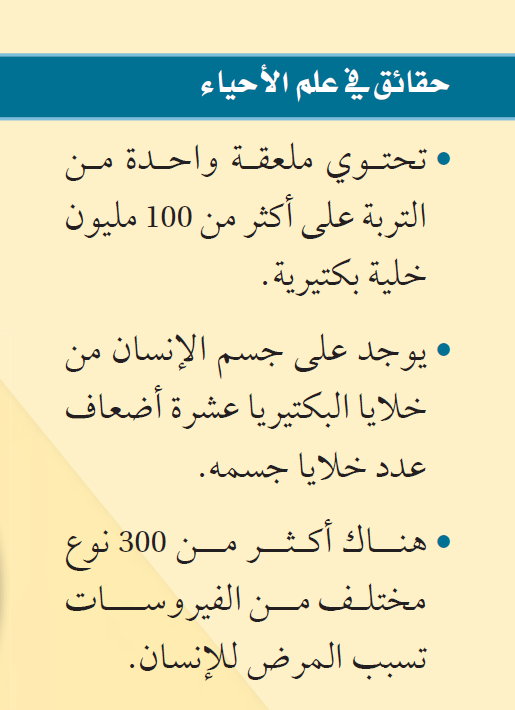 حقائق في علم الأحياء
• تحتوي ملعقة واحدة من
التربة على أكثر من 100 مليون
خلية بكتيرية.
• يوجد على جسم الإنسان من
خلايا البكتيريا عشرة أضعاف
عدد خلايا جسمه.
• هناك أكثر من 300 نوع
مختلف من الفيروسات
تسبب المرض للإنسان.